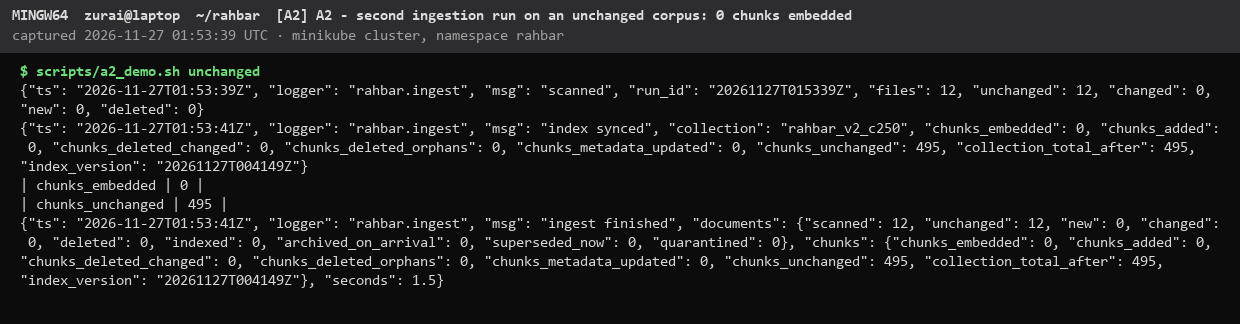 MINGW64  zurai@laptop  ~/rahbar  [A2] A2 - second ingestion run on an unchanged corpus: 0 chunks embedded
captured 2026-11-27 01:53:39 UTC · minikube cluster, namespace rahbar
$ scripts/a2_demo.sh unchanged
{"ts": "2026-11-27T01:53:39Z", "logger": "rahbar.ingest", "msg": "scanned", "run_id": "20261127T015339Z", "files": 12, "unchanged": 12, "changed": 0,
"new": 0, "deleted": 0}
{"ts": "2026-11-27T01:53:41Z", "logger": "rahbar.ingest", "msg": "index synced", "collection": "rahbar_v2_c250", "chunks_embedded": 0, "chunks_added":
0, "chunks_deleted_changed": 0, "chunks_deleted_orphans": 0, "chunks_metadata_updated": 0, "chunks_unchanged": 495, "collection_total_after": 495,
"index_version": "20261127T004149Z"}
| chunks_embedded | 0 |
| chunks_unchanged | 495 |
{"ts": "2026-11-27T01:53:41Z", "logger": "rahbar.ingest", "msg": "ingest finished", "documents": {"scanned": 12, "unchanged": 12, "new": 0, "changed":
0, "deleted": 0, "indexed": 0, "archived_on_arrival": 0, "superseded_now": 0, "quarantined": 0}, "chunks": {"chunks_embedded": 0, "chunks_added": 0,
"chunks_deleted_changed": 0, "chunks_deleted_orphans": 0, "chunks_metadata_updated": 0, "chunks_unchanged": 495, "collection_total_after": 495,
"index_version": "20261127T004149Z"}, "seconds": 1.5}